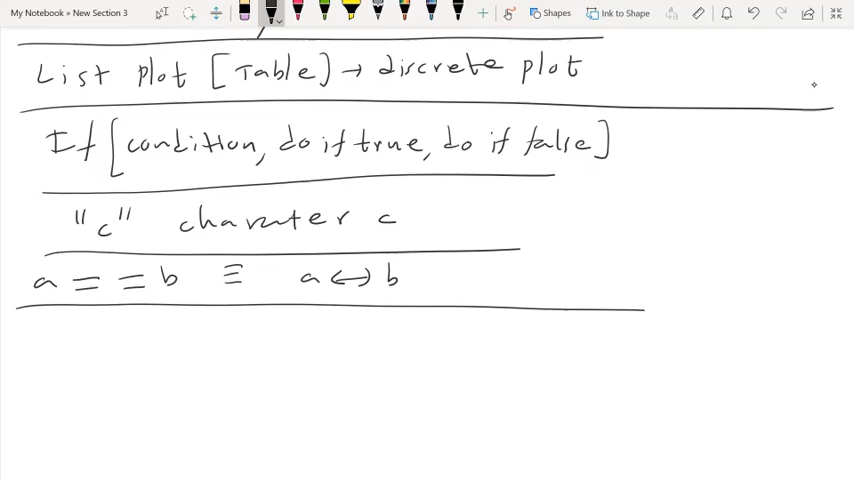 My Notebook » New Section 3
Shapes
Ink to Shape
List Plot [Table] → discrete plot
If [condition, do if true, do if false]
"c" charater c
a == b ≡ a ↔ b